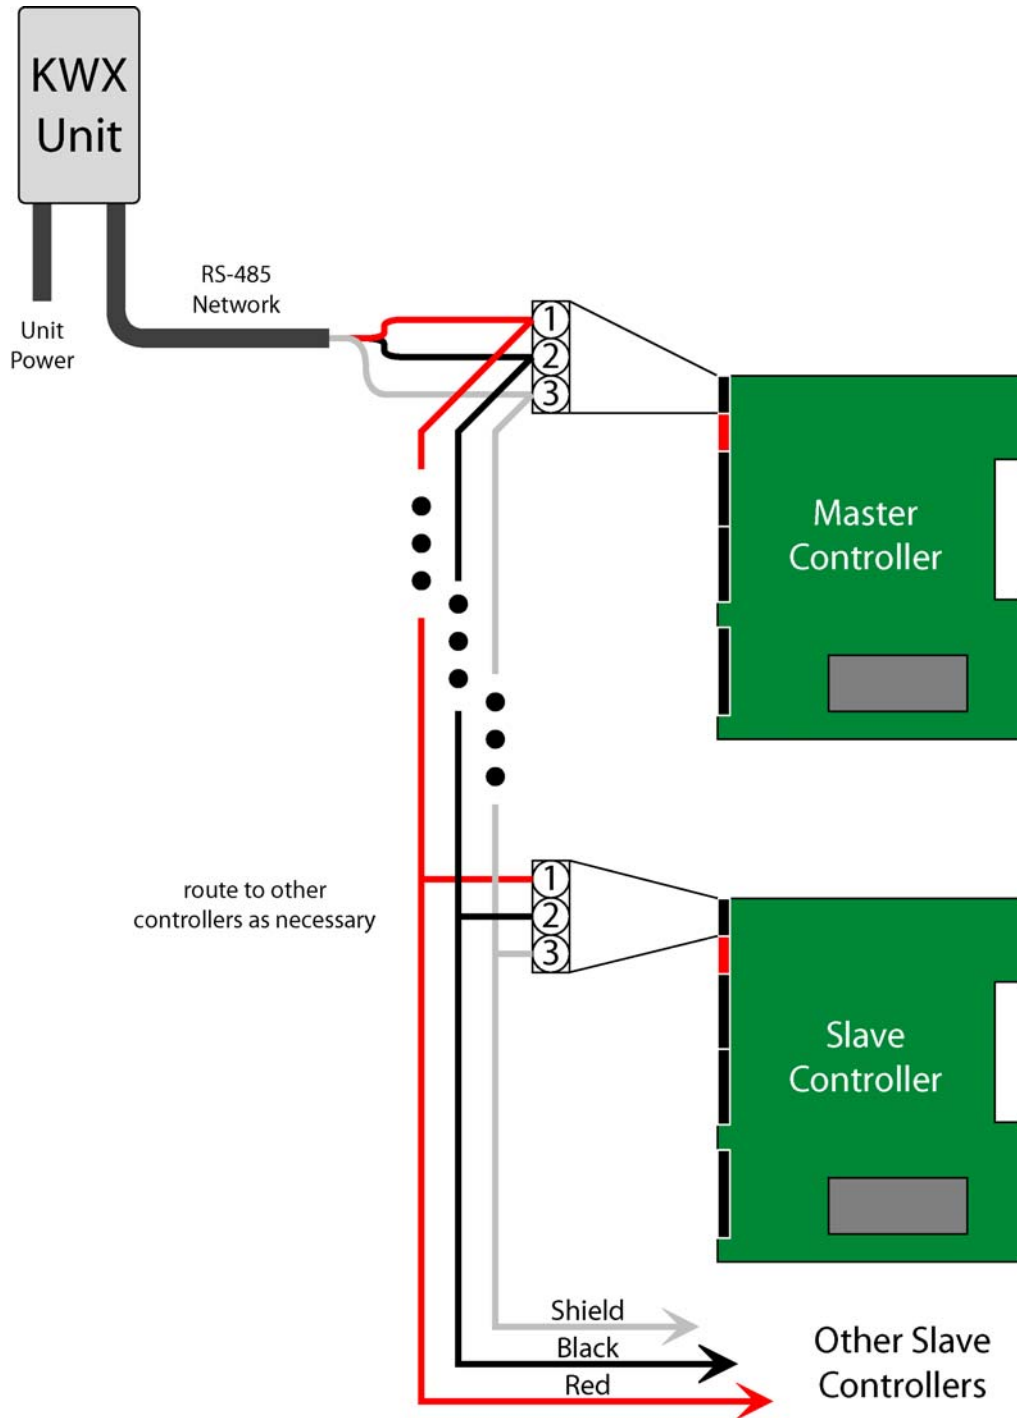 KWX
Unit
RS-485
Network
Unit
Power
1
2
3
Master
Controller
route to other
controllers as necessary
1
2
3
Slave
Controller
Shield
Black
Red
Other Slave
Controllers